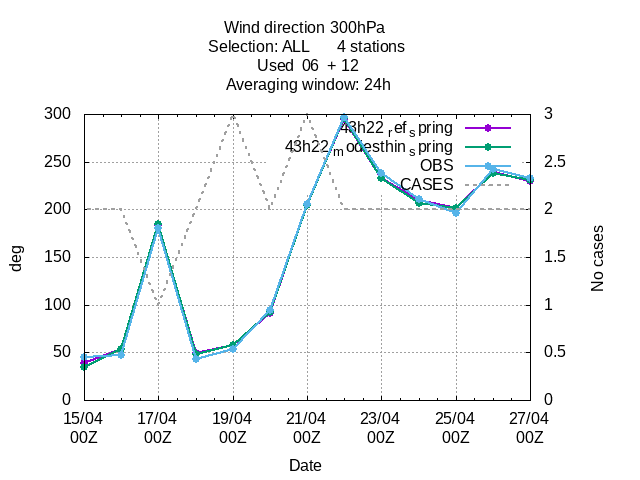 Wind direction 300hPa
Selection: ALL 4 stations
Used 06 + 12
Averaging window: 24h
300 3
43h22_ref_spring
43h22_modesthin_spring
250 2.5
OBS
CASES
200 2
150 1.5
100 1
50 0.5
0 0
deg
No cases
15/04 17/04 19/04 21/04 23/04 25/04 27/04
00Z 00Z 00Z 00Z 00Z 00Z 00Z
Date